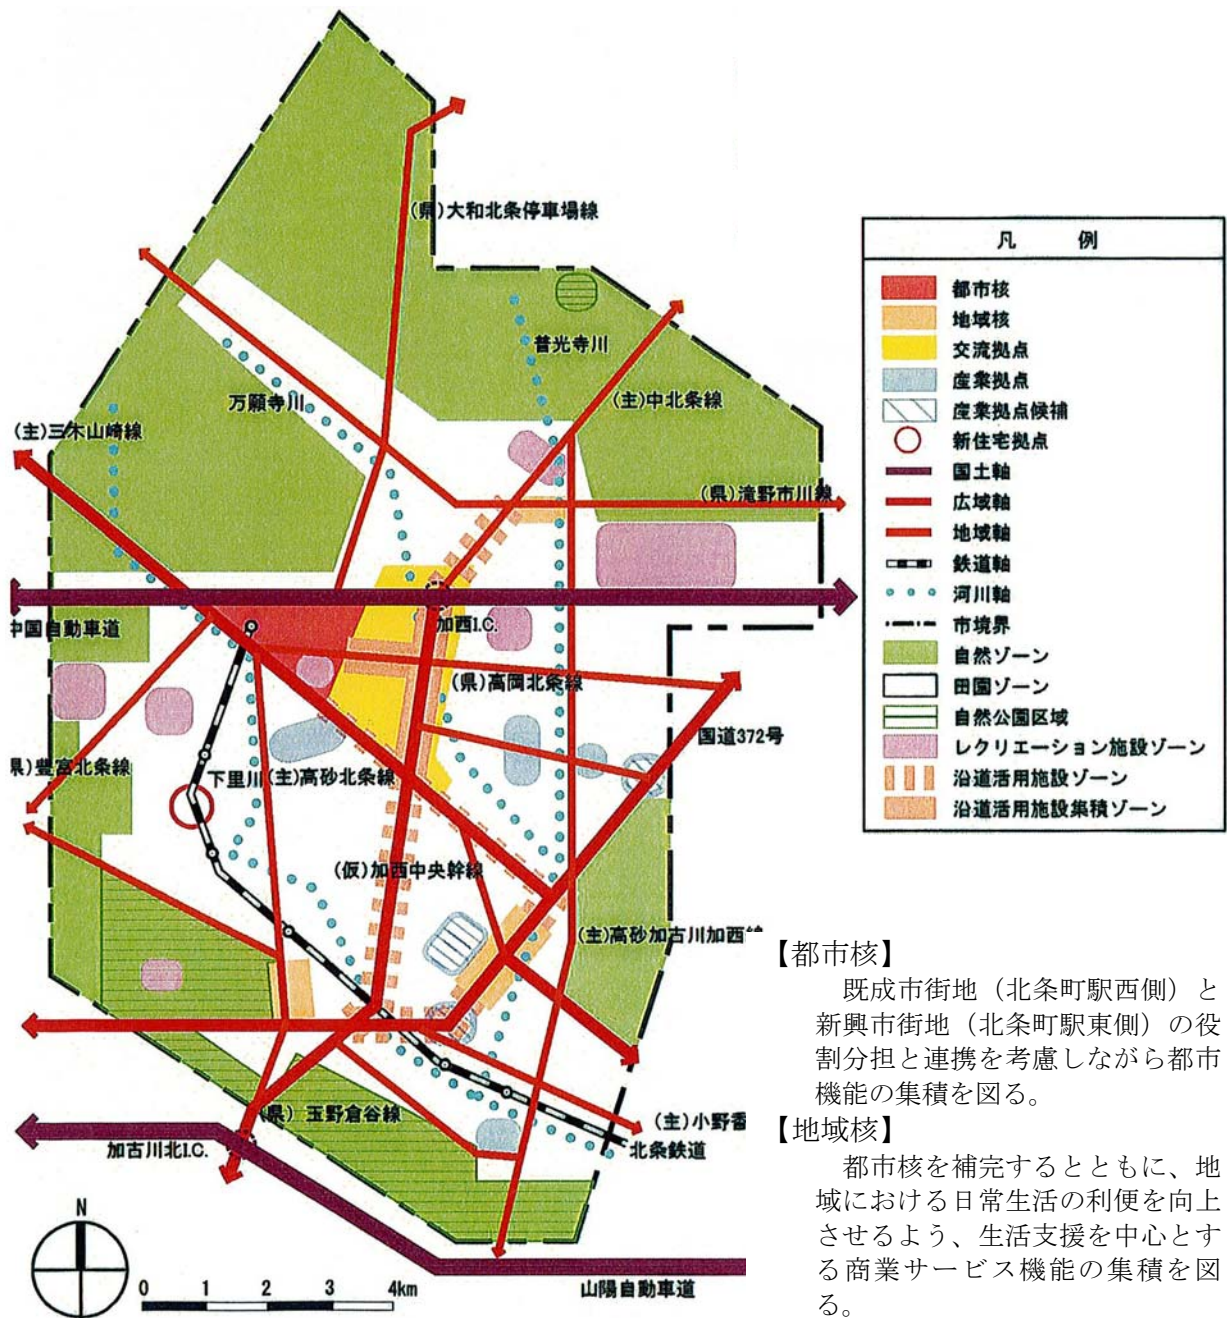 (県)大和北条停車場線
普光寺川
万願寺川
(主)中北条線
(主)三木山崎線
(県)滝野市川線
中国自動車道
加西I.C.
(県)高岡北条線
国道372号
県)豊富北条線
下里川
(主)高砂北条線
(仮)加西中央幹線
(主)高砂加古川加西
(県) 玉野倉谷線
(主)小野香
加古川北I.C.
北条鉄道
山陽自動車道
N
0 1 2 3 4km
凡 例
都市核
地域核
交流拠点
産業拠点
産業拠点候補
新住宅拠点
国土軸
広域軸
地域軸
鉄道軸
河川軸
市境界
自然ゾーン
田園ゾーン
自然公園区域
レクリエーション施設ゾーン
沿道活用施設ゾーン
沿道活用施設集積ゾーン
【都市核】
既成市街地（北条町駅西側）と
新興市街地（北条町駅東側）の役
割分担と連携を考慮しながら都市
機能の集積を図る。
【地域核】
都市核を補完するとともに、地
域における日常生活の利便を向上
させるよう、生活支援を中心とす
る商業サービス機能の集積を図
る。